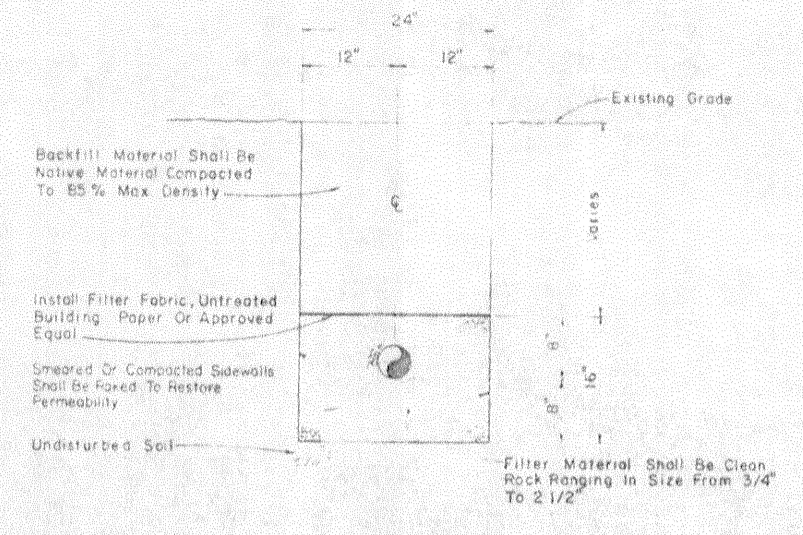 24"
12"
12"
Existing Grade
Backfill Material Shall Be
Native Material Compacted
To 85% Max Density
℄
Varies
Install Filter Fabric, Untreated
Building Paper Or Approved
Equal
8"
16"
8"
Smeared Or Compacted Sidewalls
Shall Be Raked To Restore
Permeability
Undisturbed Soil
Filter Material Shall Be Clean
Rock Ranging In Size From 3/4"
To 2 1/2"